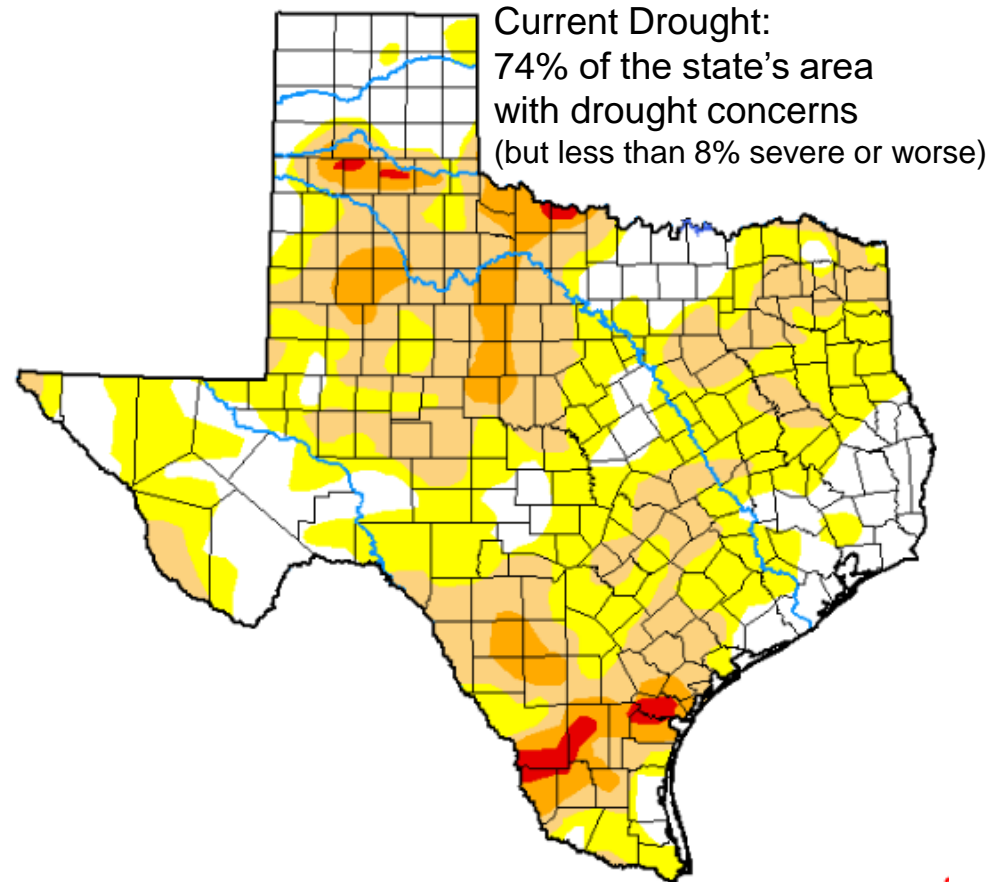 Current Drought:
74% of the state’s area
with drought concerns
(but less than 8% severe or worse)